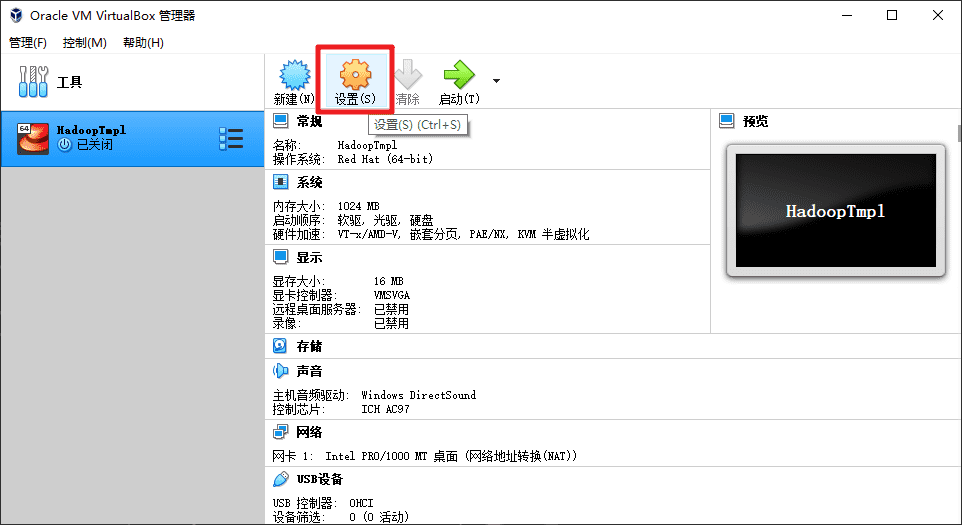 Oracle VM VirtualBox 管理器
管理(F) 控制(M) 帮助(H)
工具
新建(N) 设置(S) 清除 启动(T)
设置(S) (Ctrl+S)
64
HadoopTmpl
已关闭
常规
名称: HadoopTmpl
操作系统: Red Hat (64-bit)
系统
内存大小: 1024 MB
启动顺序: 软驱, 光驱, 硬盘
硬件加速: VT-x/AMD-V, 嵌套分页, PAE/NX, KVM 半虚拟化
显示
显存大小: 16 MB
显卡控制器: VMSVGA
远程桌面服务器: 已禁用
录像: 已禁用
存储
声音
主机音频驱动: Windows DirectSound
控制芯片: ICH AC97
网络
网卡 1: Intel PRO/1000 MT 桌面 (网络地址转换(NAT))
USB设备
USB 控制器: OHCI
设备筛选: 0 (0 活动)
预览
HadoopTmpl